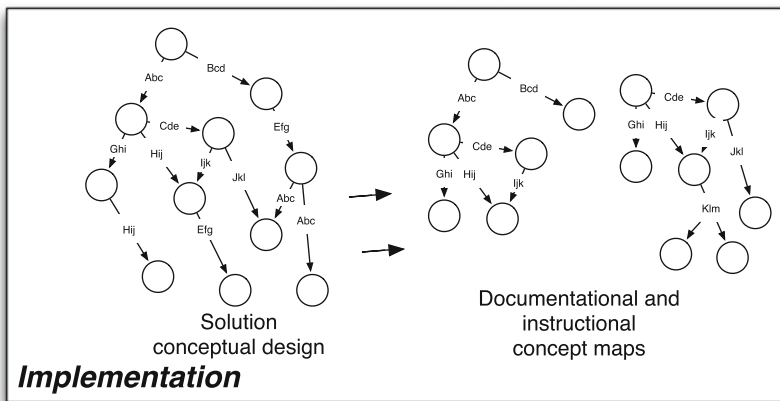 Abc
Bcd
Cde
Efg
Ghi
Hij
Ijk
Jkl
Abc
Abc
Hij
Efg
Solution
conceptual design
Abc
Bcd
Cde
Ghi
Hij
Ijk
Cde
Ghi
Hij
Ijk
Jkl
Klm
Documentational and
instructional
concept maps
Implementation